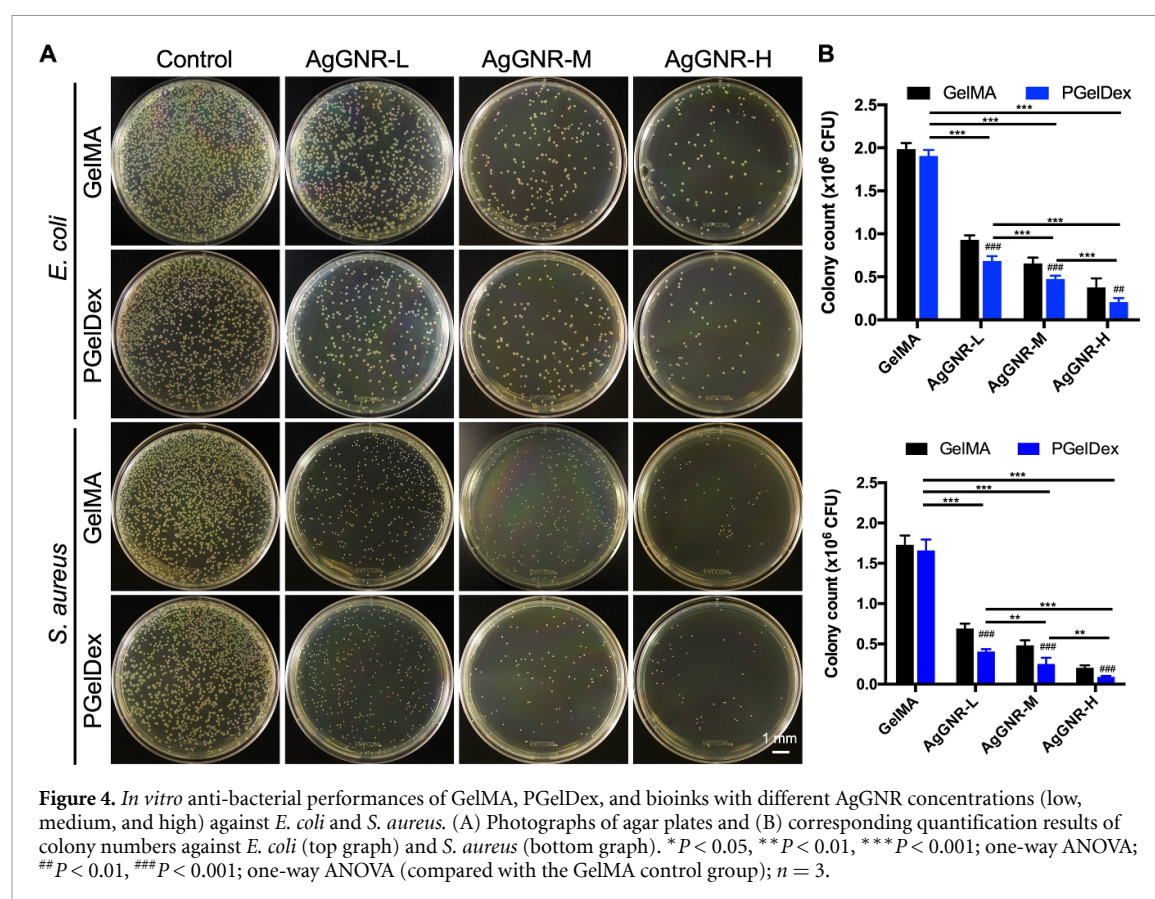 A
Control
AgGNR-L
AgGNR-M
AgGNR-H
E. coli
GelMA
PGelDex
S. aureus
GelMA
PGelDex
1 mm
B
GelMA
PGelDex
***
***
***
***
***
***
###
###
##
Colony count (x10⁶ CFU)
2.5
2.0
1.5
1.0
0.5
0.0
GelMA
AgGNR-L
AgGNR-M
AgGNR-H
GelMA
PGelDex
***
***
***
***
**
**
###
###
###
Colony count (x10⁶ CFU)
2.5
2.0
1.5
1.0
0.5
0.0
GelMA
AgGNR-L
AgGNR-M
AgGNR-H
Figure 4. In vitro anti-bacterial performances of GelMA, PGelDex, and bioinks with different AgGNR concentrations (low,
medium, and high) against E. coli and S. aureus. (A) Photographs of agar plates and (B) corresponding quantification results of
colony numbers against E. coli (top graph) and S. aureus (bottom graph). *P < 0.05, **P < 0.01, ***P < 0.001; one-way ANOVA;
##P < 0.01, ###P < 0.001; one-way ANOVA (compared with the GelMA control group); n = 3.